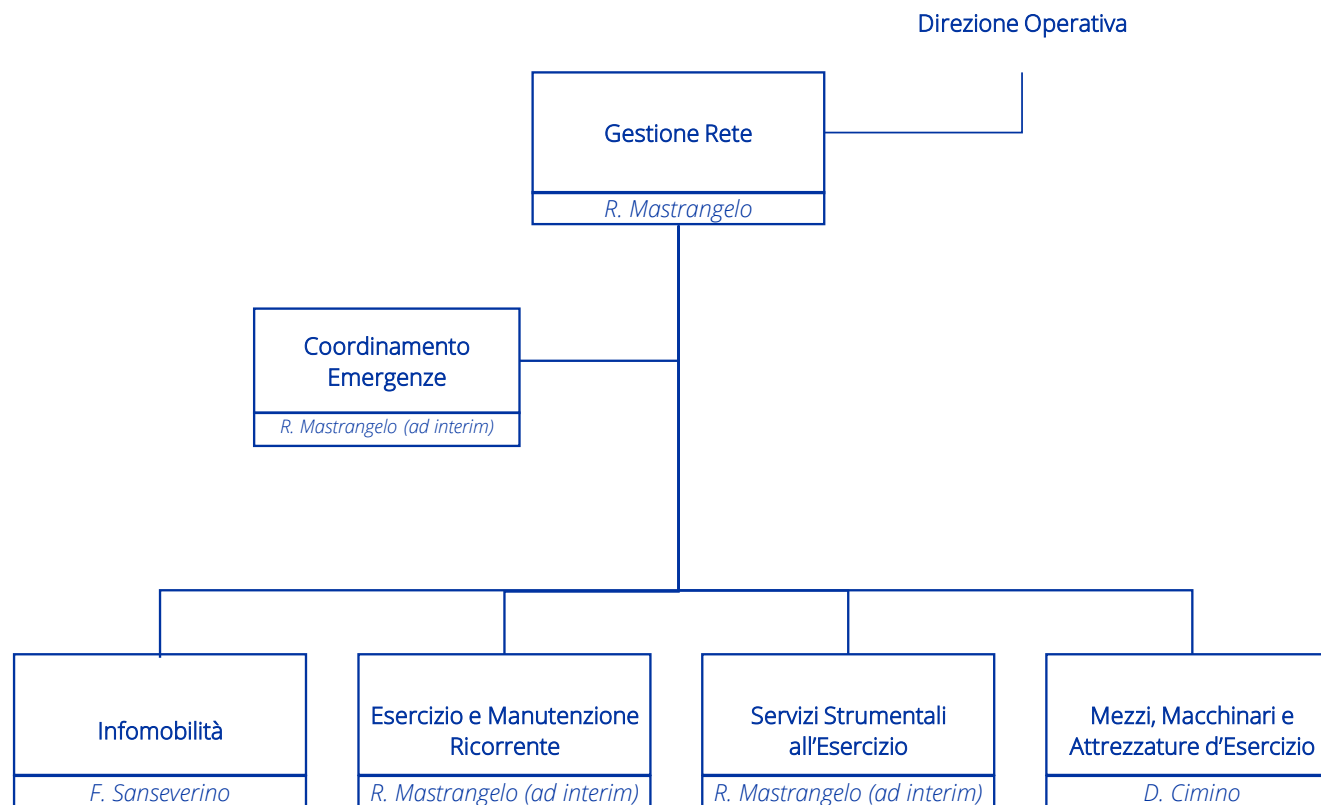 Direzione Operativa
Gestione Rete
R. Mastrangelo
Coordinamento
Emergenze
R. Mastrangelo (ad interim)
Infomobilità
F. Sanseverino
Esercizio e Manutenzione
Ricorrente
R. Mastrangelo (ad interim)
Servizi Strumentali
all’Esercizio
R. Mastrangelo (ad interim)
Mezzi, Macchinari e
Attrezzature d’Esercizio
D. Cimino